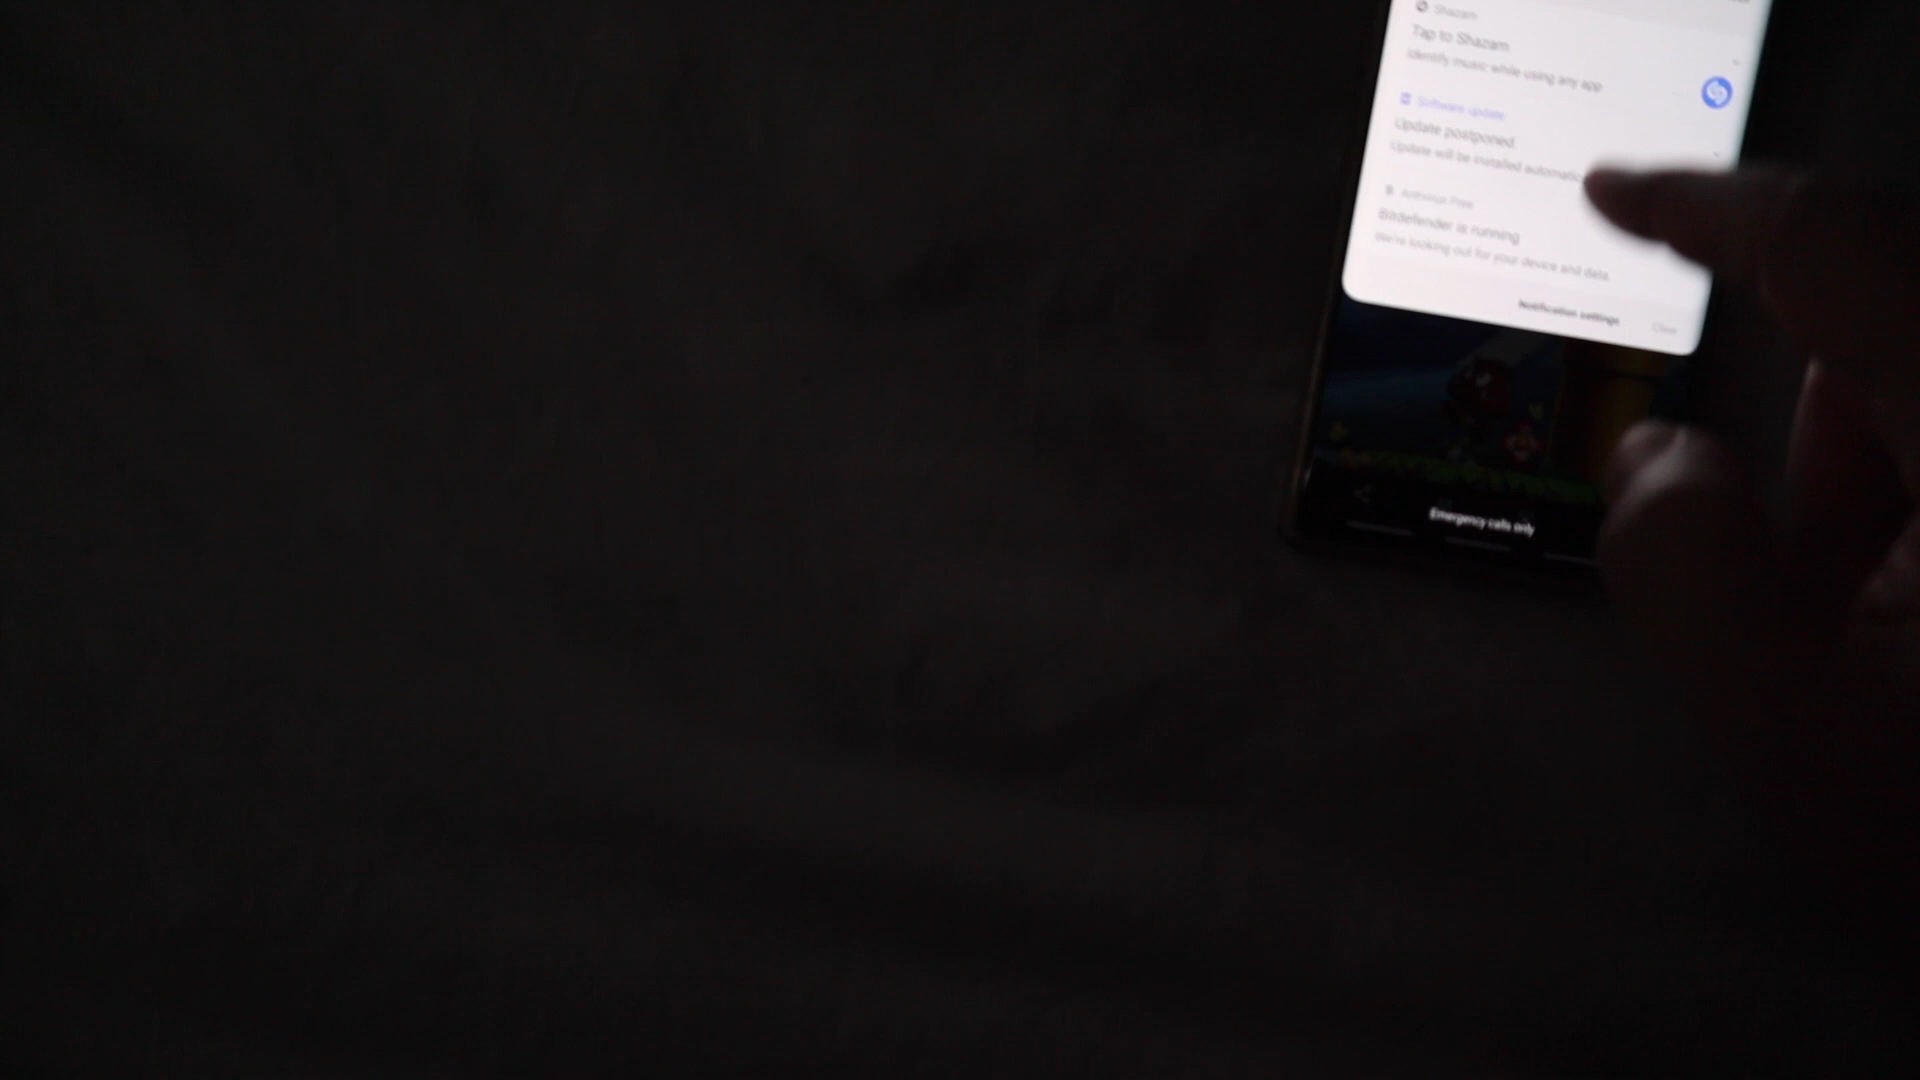 Shazam
Tap to Shazam
Identify music while using any app
Software update
Update postponed
Update will be installed
Antivirus Free
Bitdefender is running
We're looking out for your device and data.
Notification settings
Clear
Emergency calls only